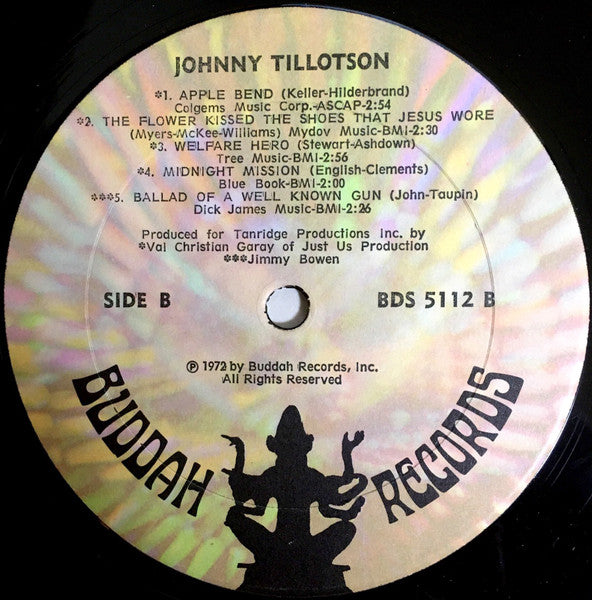 JOHNNY TILLOTSON
*1. APPLE BEND (Keller-Hilderbrand)
Colgems Music Corp.-ASCAP-2:54
*2. THE FLOWER KISSED THE SHOES THAT JESUS WORE
(Myers-McKee-Williams) Mydov Music-BMI-2:30
*3. WELFARE HERO (Stewart-Ashdown)
Tree Music-BMI-2:56
*4. MIDNIGHT MISSION (English-Clements)
Blue Book-BMI-2:00
***5. BALLAD OF A WELL KNOWN GUN (John-Taupin)
Dick James Music-BMI-2:26
Produced for Tanridge Productions Inc. by
*Val Christian Garay of Just Us Production
***Jimmy Bowen
SIDE B
BDS 5112 B
℗ 1972 by Buddah Records, Inc.
All Rights Reserved
BUDDAH RECORDS